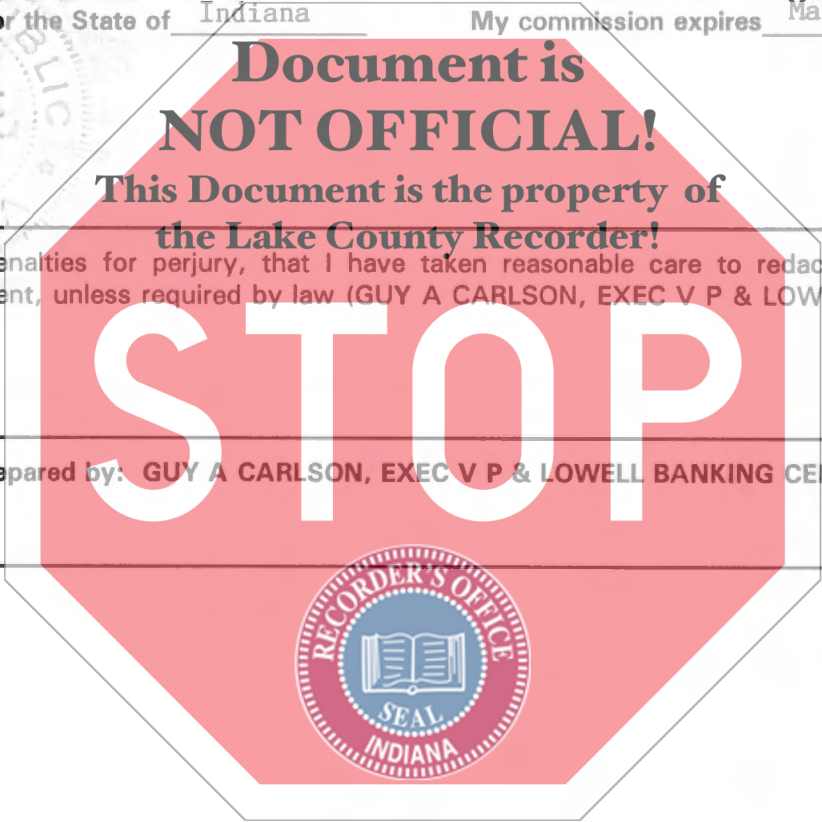 r the State of Indiana My commission expires Ma
Document is
NOT OFFICIAL!
This Document is the property of
the Lake County Recorder!
enalties for perjury, that I have taken reasonable care to redac
ent, unless required by law (GUY A CARLSON, EXEC V P & LOW
STOP
epared by: GUY A CARLSON, EXEC V P & LOWELL BANKING CE
RECORDER'S OFFICE
SEAL
INDIANA